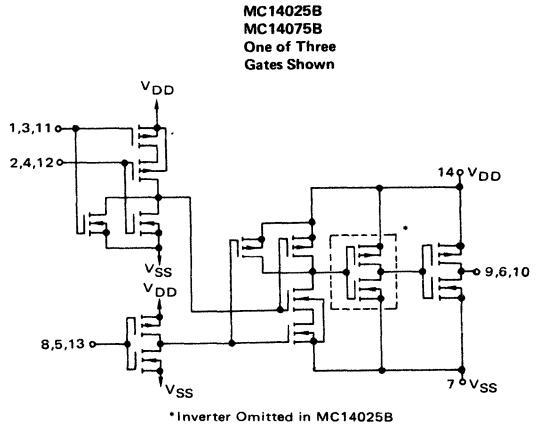 MC14025B
MC14075B
One of Three
Gates Shown
VDD
1,3,11
2,4,12
14 VDD
*
VSS
VDD
9,6,10
8,5,13
VSS
7 VSS
*Inverter Omitted in MC14025B